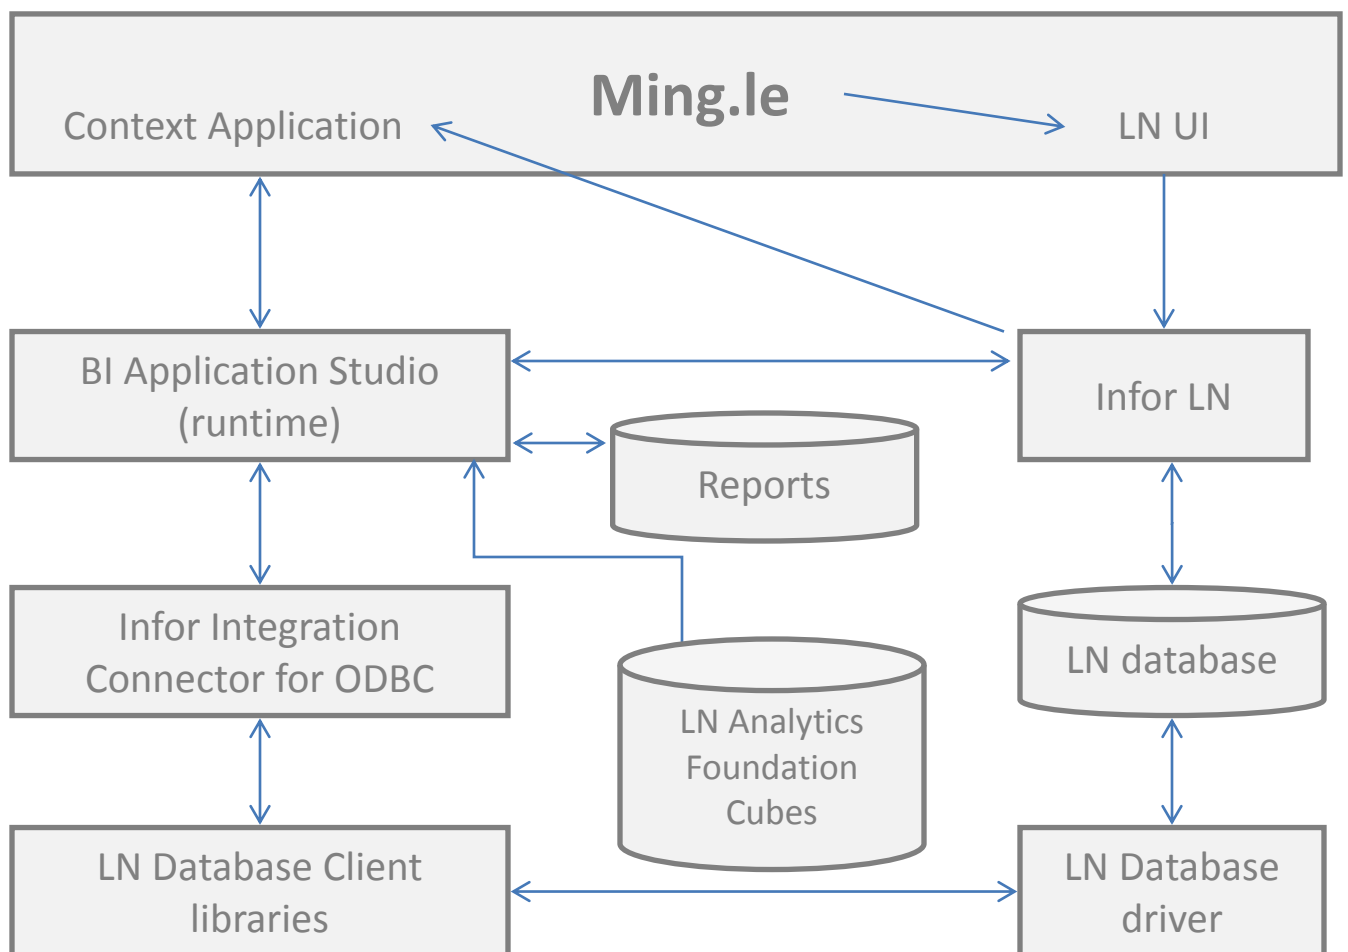 Ming.le
Context Application
LN UI
BI Application Studio
(runtime)
Infor LN
Reports
Infor Integration
Connector for ODBC
LN database
LN Analytics
Foundation
Cubes
LN Database Client
libraries
LN Database
driver